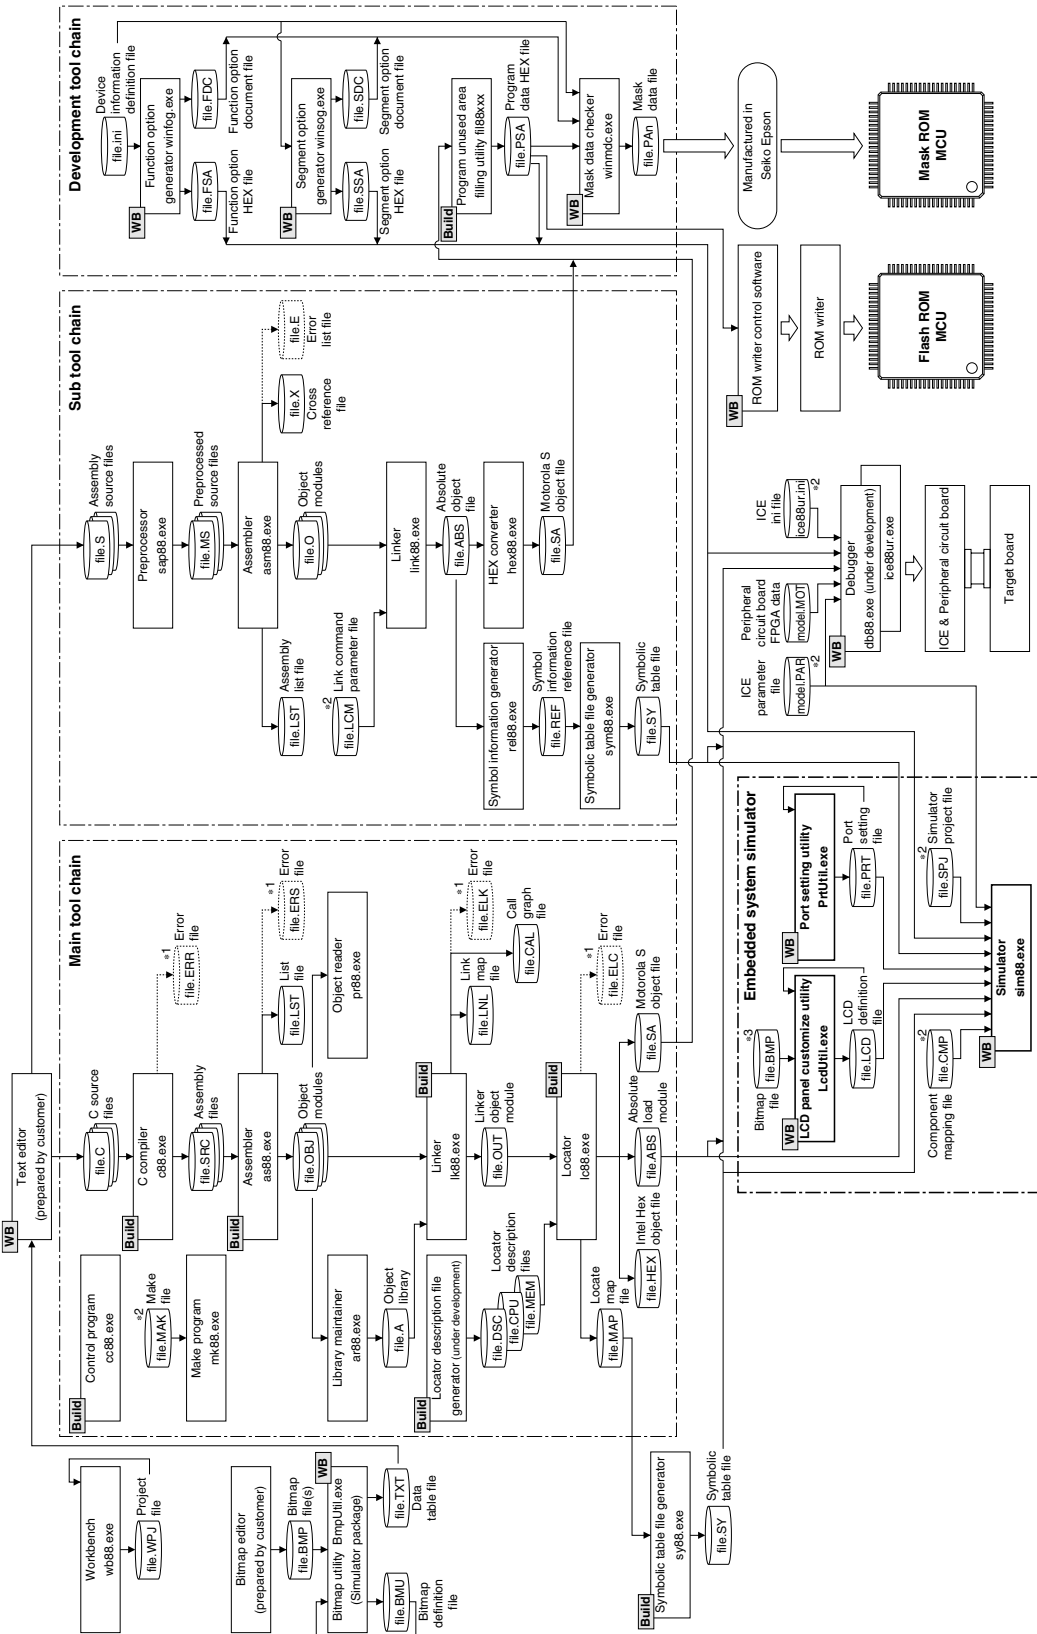 Workbench
wb88.exe
file.WPJ
Project
file
Bitmap editor
(prepared by customer)
file.BMP
Bitmap
file(s)
WB
Bitmap utility BmpUtil.exe
(Simulator package)
file.BMU
Bitmap
definition
file
file.TXT
Data
table file
Build
Symbolic table file generator
sy88.exe
file.SY
Symbolic
table file
WB
Text editor
(prepared by customer)
Main tool chain
Build
Control program
cc88.exe
*2
file.MAK
Make
file
Make program
mk88.exe
file.C
C source
files
Build
C compiler
c88.exe
*1
file.ERR
Error
file
file.SRC
Assembly
files
Build
Assembler
as88.exe
*1
file.ERS
Error
file
file.LST
List
file
file.OBJ
Object
modules
Object reader
pr88.exe
Library maintainer
ar88.exe
file.A
Object
library
Build
Linker
lk88.exe
*1
file.ELK
Error
file
file.LNL
Link
map
file
file.CAL
Call
graph
file
file.OUT
Linker
object
module
Build
Locator description file
generator (under development)
file.DSC
file.CPU
file.MEM
Locator
description
files
Build
Locator
lc88.exe
*1
file.ELC
Error
file
file.MAP
Locate
map
file
file.HEX
Intel Hex
object file
file.ABS
Absolute
load
module
file.SA
Motorola S
object file
Sub tool chain
file.S
Assembly
source files
Preprocessor
sap88.exe
file.MS
Preprocessed
source files
Assembler
asm88.exe
file.LST
Assembly
list file
file.O
Object
modules
file.X
Cross
reference
file
file.E
Error
list file
*2
file.LCM
Link command
parameter file
Linker
link88.exe
file.ABS
Absolute
object
file
HEX converter
hex88.exe
file.SA
Motorola S
object file
Symbol information generator
rel88.exe
file.REF
Symbol
information
reference file
Symbolic table file generator
sym88.exe
file.SY
Symbolic
table file
Development tool chain
file.ini
Device
information
definition file
WB
Function option
generator winfog.exe
file.FSA
Function option
HEX file
file.FDC
Function option
document file
WB
Segment option
generator winsog.exe
file.SSA
Segment option
HEX file
file.SDC
Segment option
document file
Build
Program unused area
filling utility fil88xxx
file.PSA
Program
data HEX file
WB
Mask data checker
winmdc.exe
file.PAn
Mask
data file
Manufactured in
Seiko Epson
Mask ROM
MCU
WB
ROM writer control software
ROM writer
Flash ROM
MCU
ICE
parameter
file
model.PAR
*2
Peripheral
circuit board
FPGA data
model.MOT
ICE
ini file
ice88ur.ini
*2
WB
Debugger
db88.exe (under development)
ice88ur.exe
ICE & Peripheral circuit board
Target board
Embedded system simulator
Bitmap
file
*3
file.BMP
WB
LCD panel customize utility
LcdUtil.exe
file.LCD
LCD
definition
file
WB
Port setting utility
PrtUtil.exe
file.PRT
Port
setting
file
Component
mapping file
*2
file.CMP
*2
file.SPJ
Simulator
project file
WB
Simulator
sim88.exe